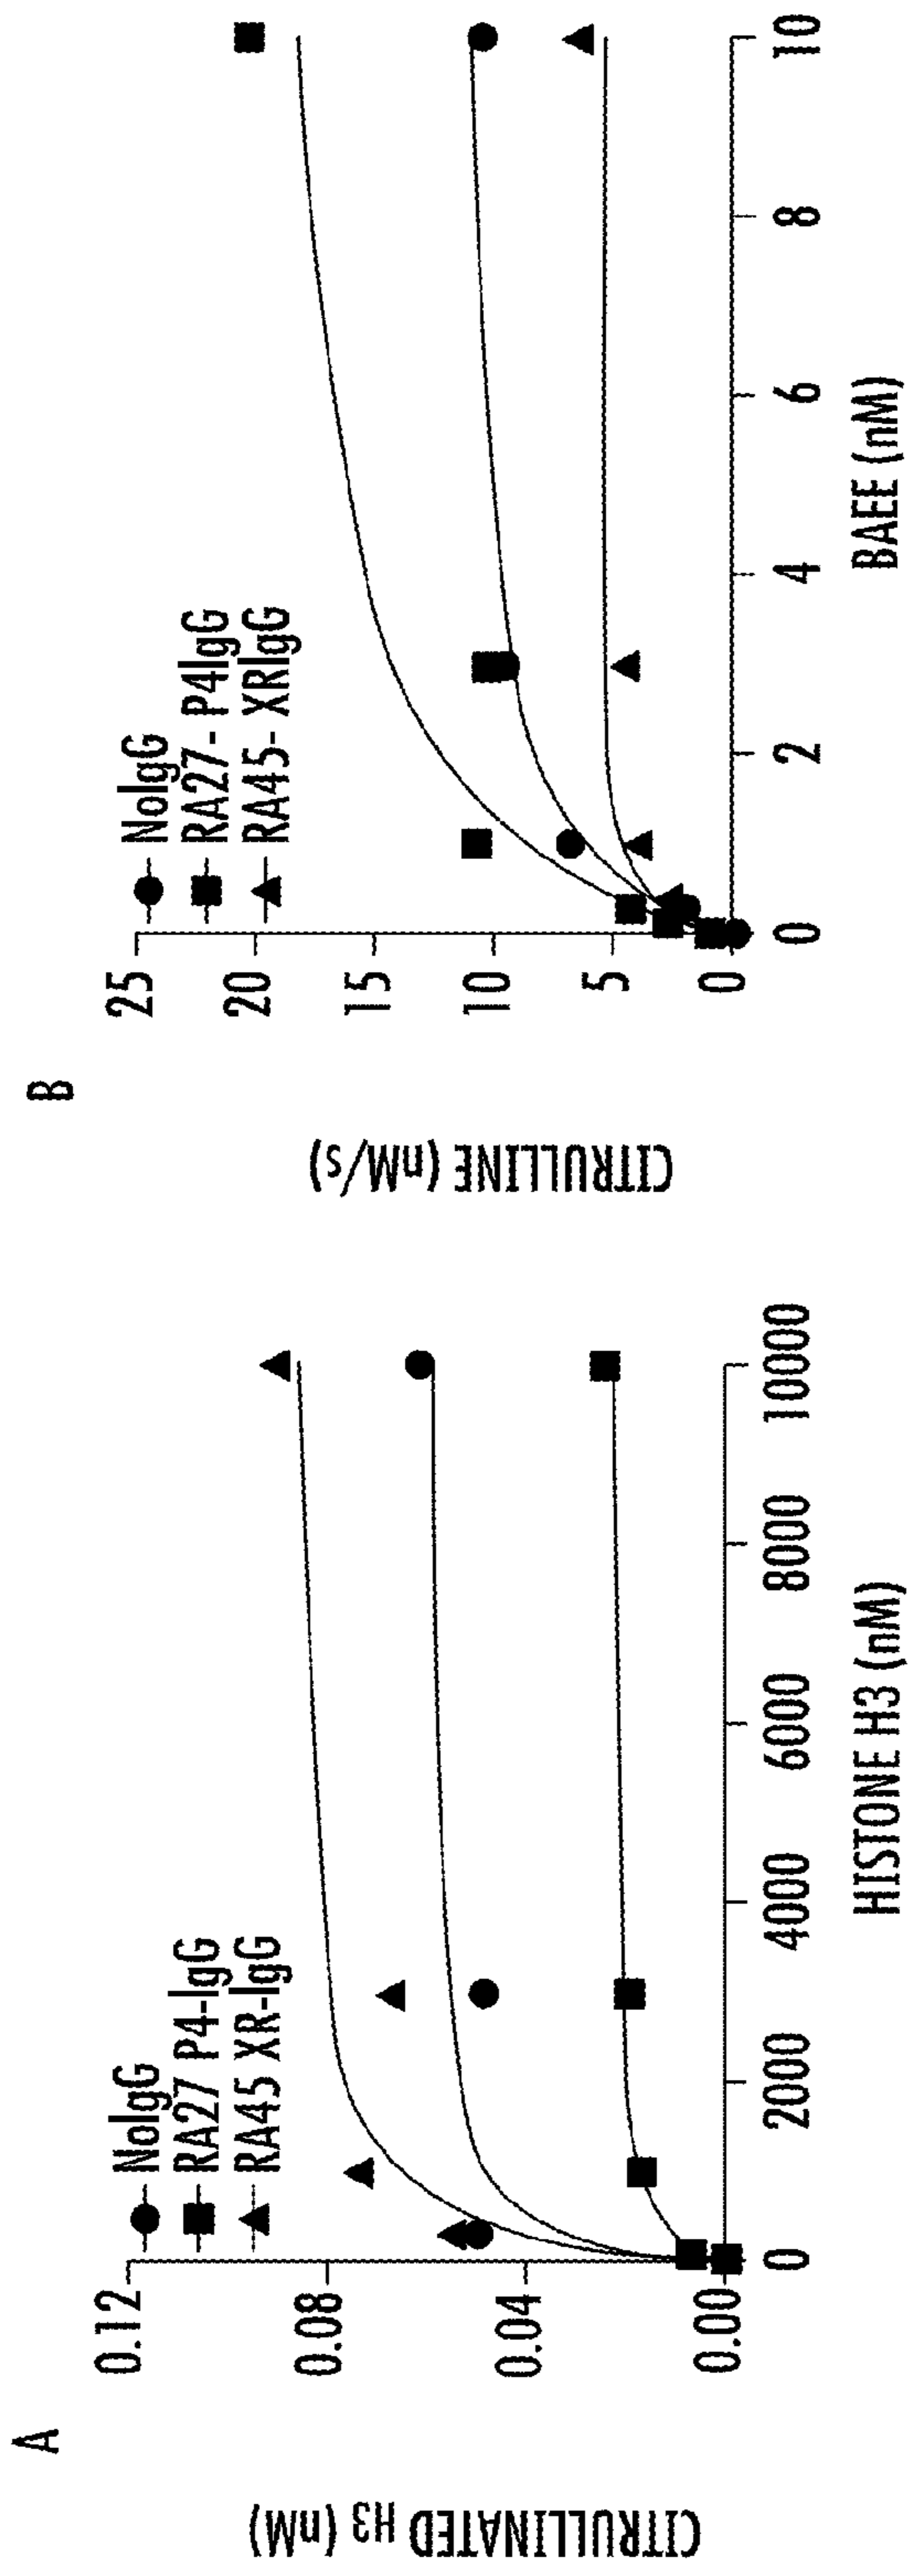 A
CITRULLINATED H3 (nM)
0.12
0.08
0.04
0.00
NoIgG
RA27 P4-IgG
RA45 XR-IgG
0 2000 4000 6000 8000 10000
HISTONE H3 (nM)
B
CITRULLINE (nM/s)
25
20
15
10
5
0
NoIgG
RA27- P4IgG
RA45- XRIgG
0 2 4 6 8 10
BAEE (nM)